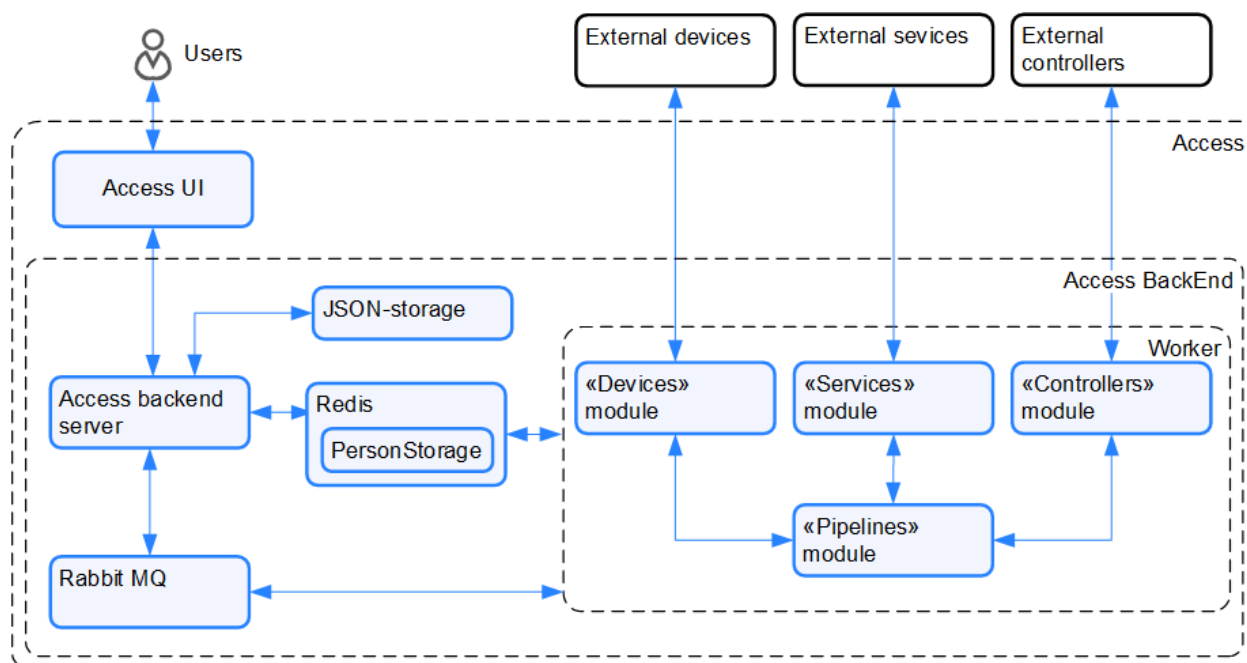 Users
External devices
External sevices
External
controllers
Access
Access UI
Access BackEnd
JSON-storage
Worker
Access backend
server
Redis
PersonStorage
«Devices»
module
«Services»
module
«Controllers»
module
«Pipelines»
module
Rabbit MQ